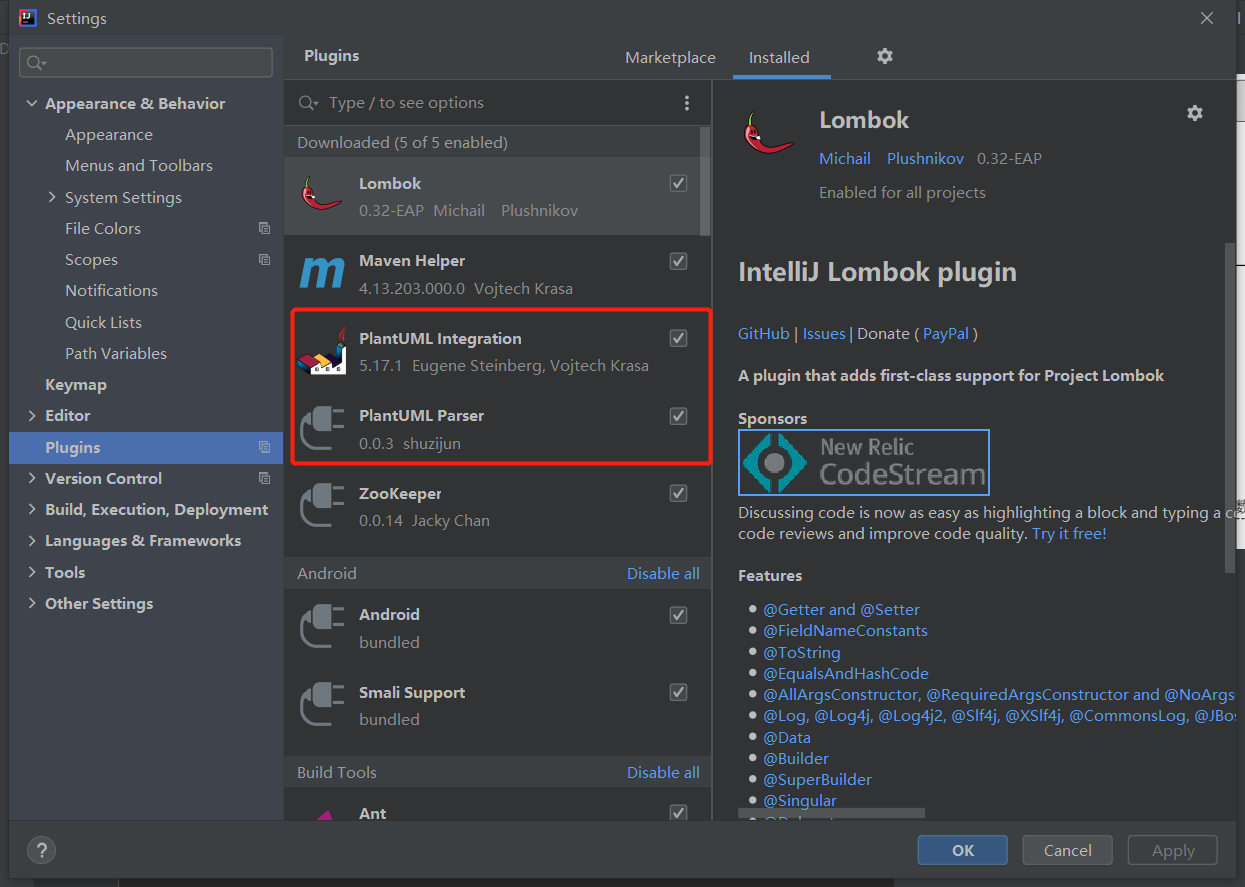 Settings
Appearance & Behavior
Appearance
Menus and Toolbars
System Settings
File Colors
Scopes
Notifications
Quick Lists
Path Variables
Keymap
Editor
Plugins
Version Control
Build, Execution, Deployment
Languages & Frameworks
Tools
Other Settings
Plugins
Marketplace
Installed
Type / to see options
Downloaded (5 of 5 enabled)
Lombok
0.32-EAP Michail Plushnikov
Maven Helper
4.13.203.000.0 Vojtech Krasa
PlantUML Integration
5.17.1 Eugene Steinberg, Vojtech Krasa
PlantUML Parser
0.0.3 shuzijun
ZooKeeper
0.0.14 Jacky Chan
Android Disable all
Android
bundled
Smali Support
bundled
Build Tools Disable all
Ant
Lombok
Michail Plushnikov 0.32-EAP
Enabled for all projects
IntelliJ Lombok plugin
GitHub | Issues | Donate ( PayPal )
A plugin that adds first-class support for Project Lombok
Sponsors
New Relic
CodeStream
Discussing code is now as easy as highlighting a block and typing a
code reviews and improve code quality. Try it free!
Features
@Getter and @Setter
@FieldNameConstants
@ToString
@EqualsAndHashCode
@AllArgsConstructor, @RequiredArgsConstructor and @NoArgs
@Log, @Log4j, @Log4j2, @Slf4j, @XSlf4j, @CommonsLog, @JBos
@Data
@Builder
@SuperBuilder
@Singular
?
OK
Cancel
Apply